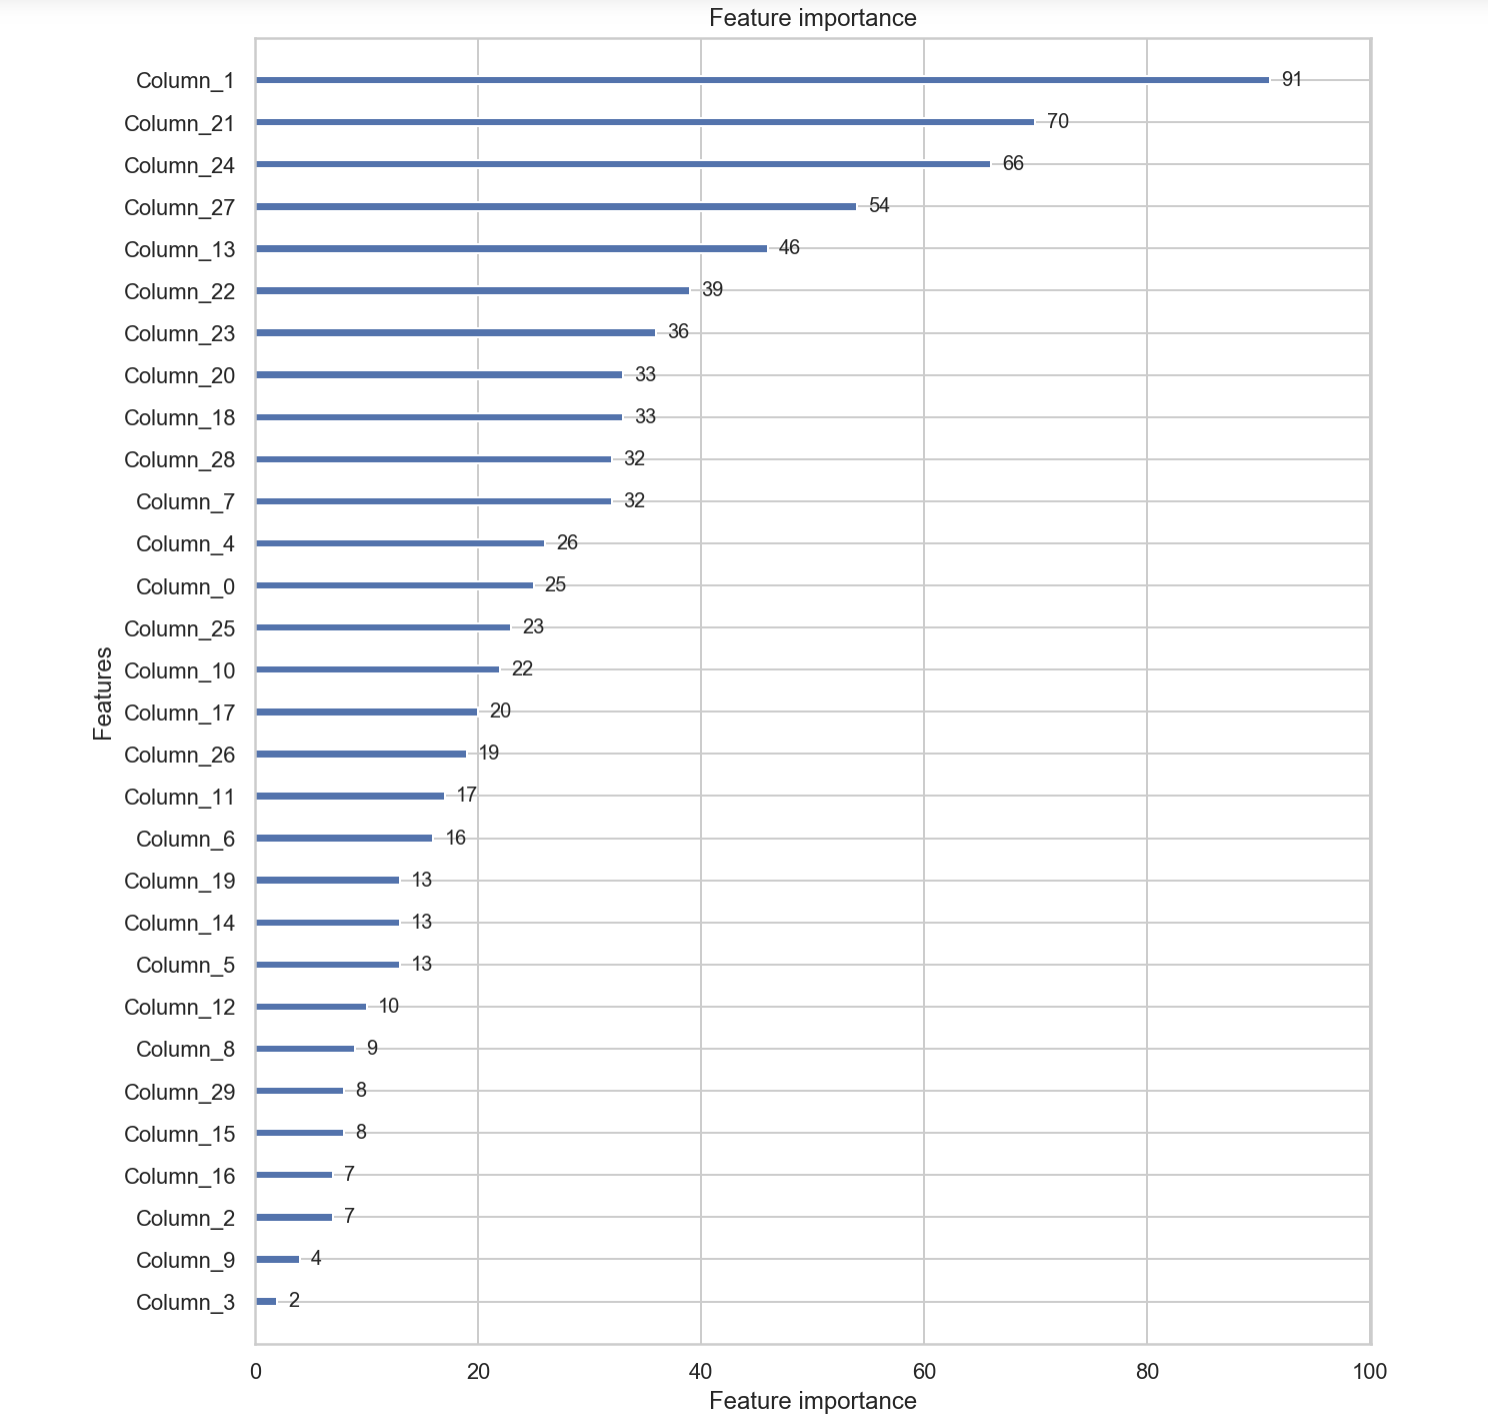 Feature importance
Column_1 91
Column_21 70
Column_24 66
Column_27 54
Column_13 46
Column_22 39
Column_23 36
Column_20 33
Column_18 33
Column_28 32
Column_7 32
Column_4 26
Column_0 25
Column_25 23
Column_10 22
Column_17 20
Column_26 19
Column_11 17
Column_6 16
Column_19 13
Column_14 13
Column_5 13
Column_12 10
Column_8 9
Column_29 8
Column_15 8
Column_16 7
Column_2 7
Column_9 4
Column_3 2
Features
0 20 40 60 80 100
Feature importance